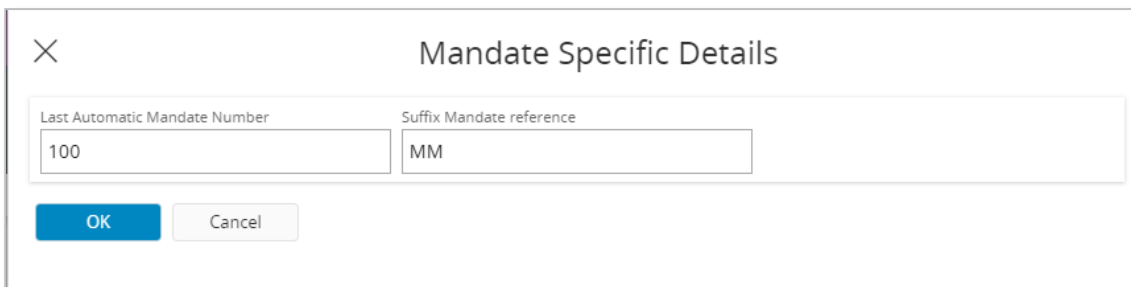 Mandate Specific Details
Last Automatic Mandate Number Suffix Mandate reference
100 MM
OK Cancel